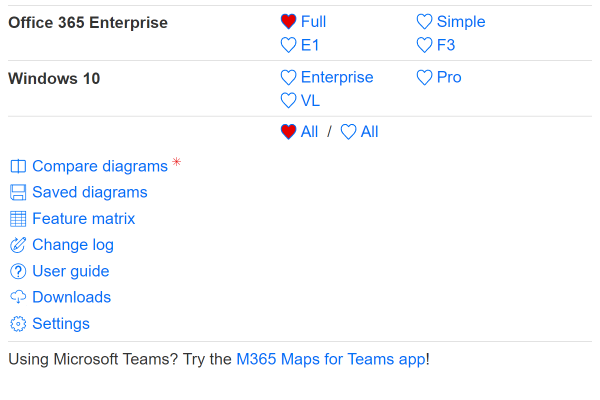 Office 365 Enterprise Full Simple
E1 F3
Windows 10 Enterprise Pro
VL
All / All
Compare diagrams *
Saved diagrams
Feature matrix
Change log
User guide
Downloads
Settings
Using Microsoft Teams? Try the M365 Maps for Teams app!